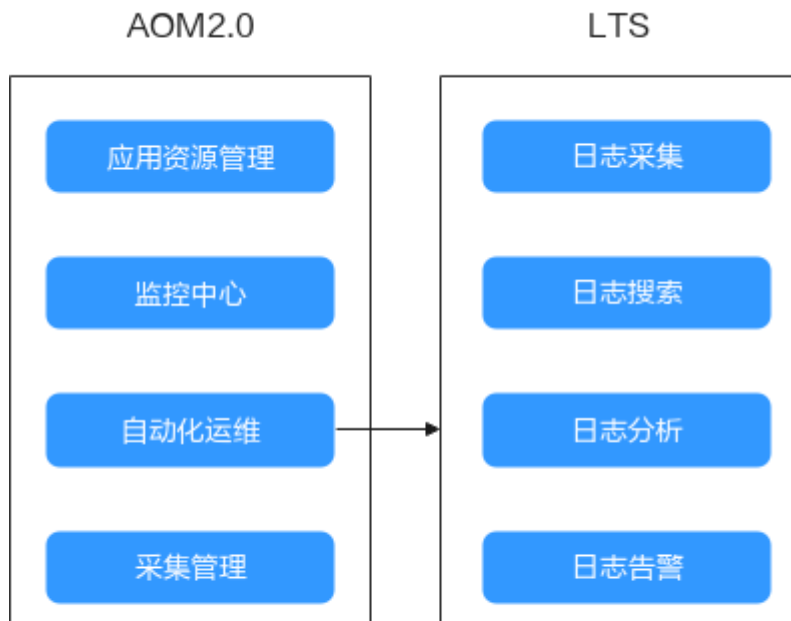 AOM2.0
LTS
应用资源管理
日志采集
监控中心
日志搜索
自动化运维
日志分析
采集管理
日志告警